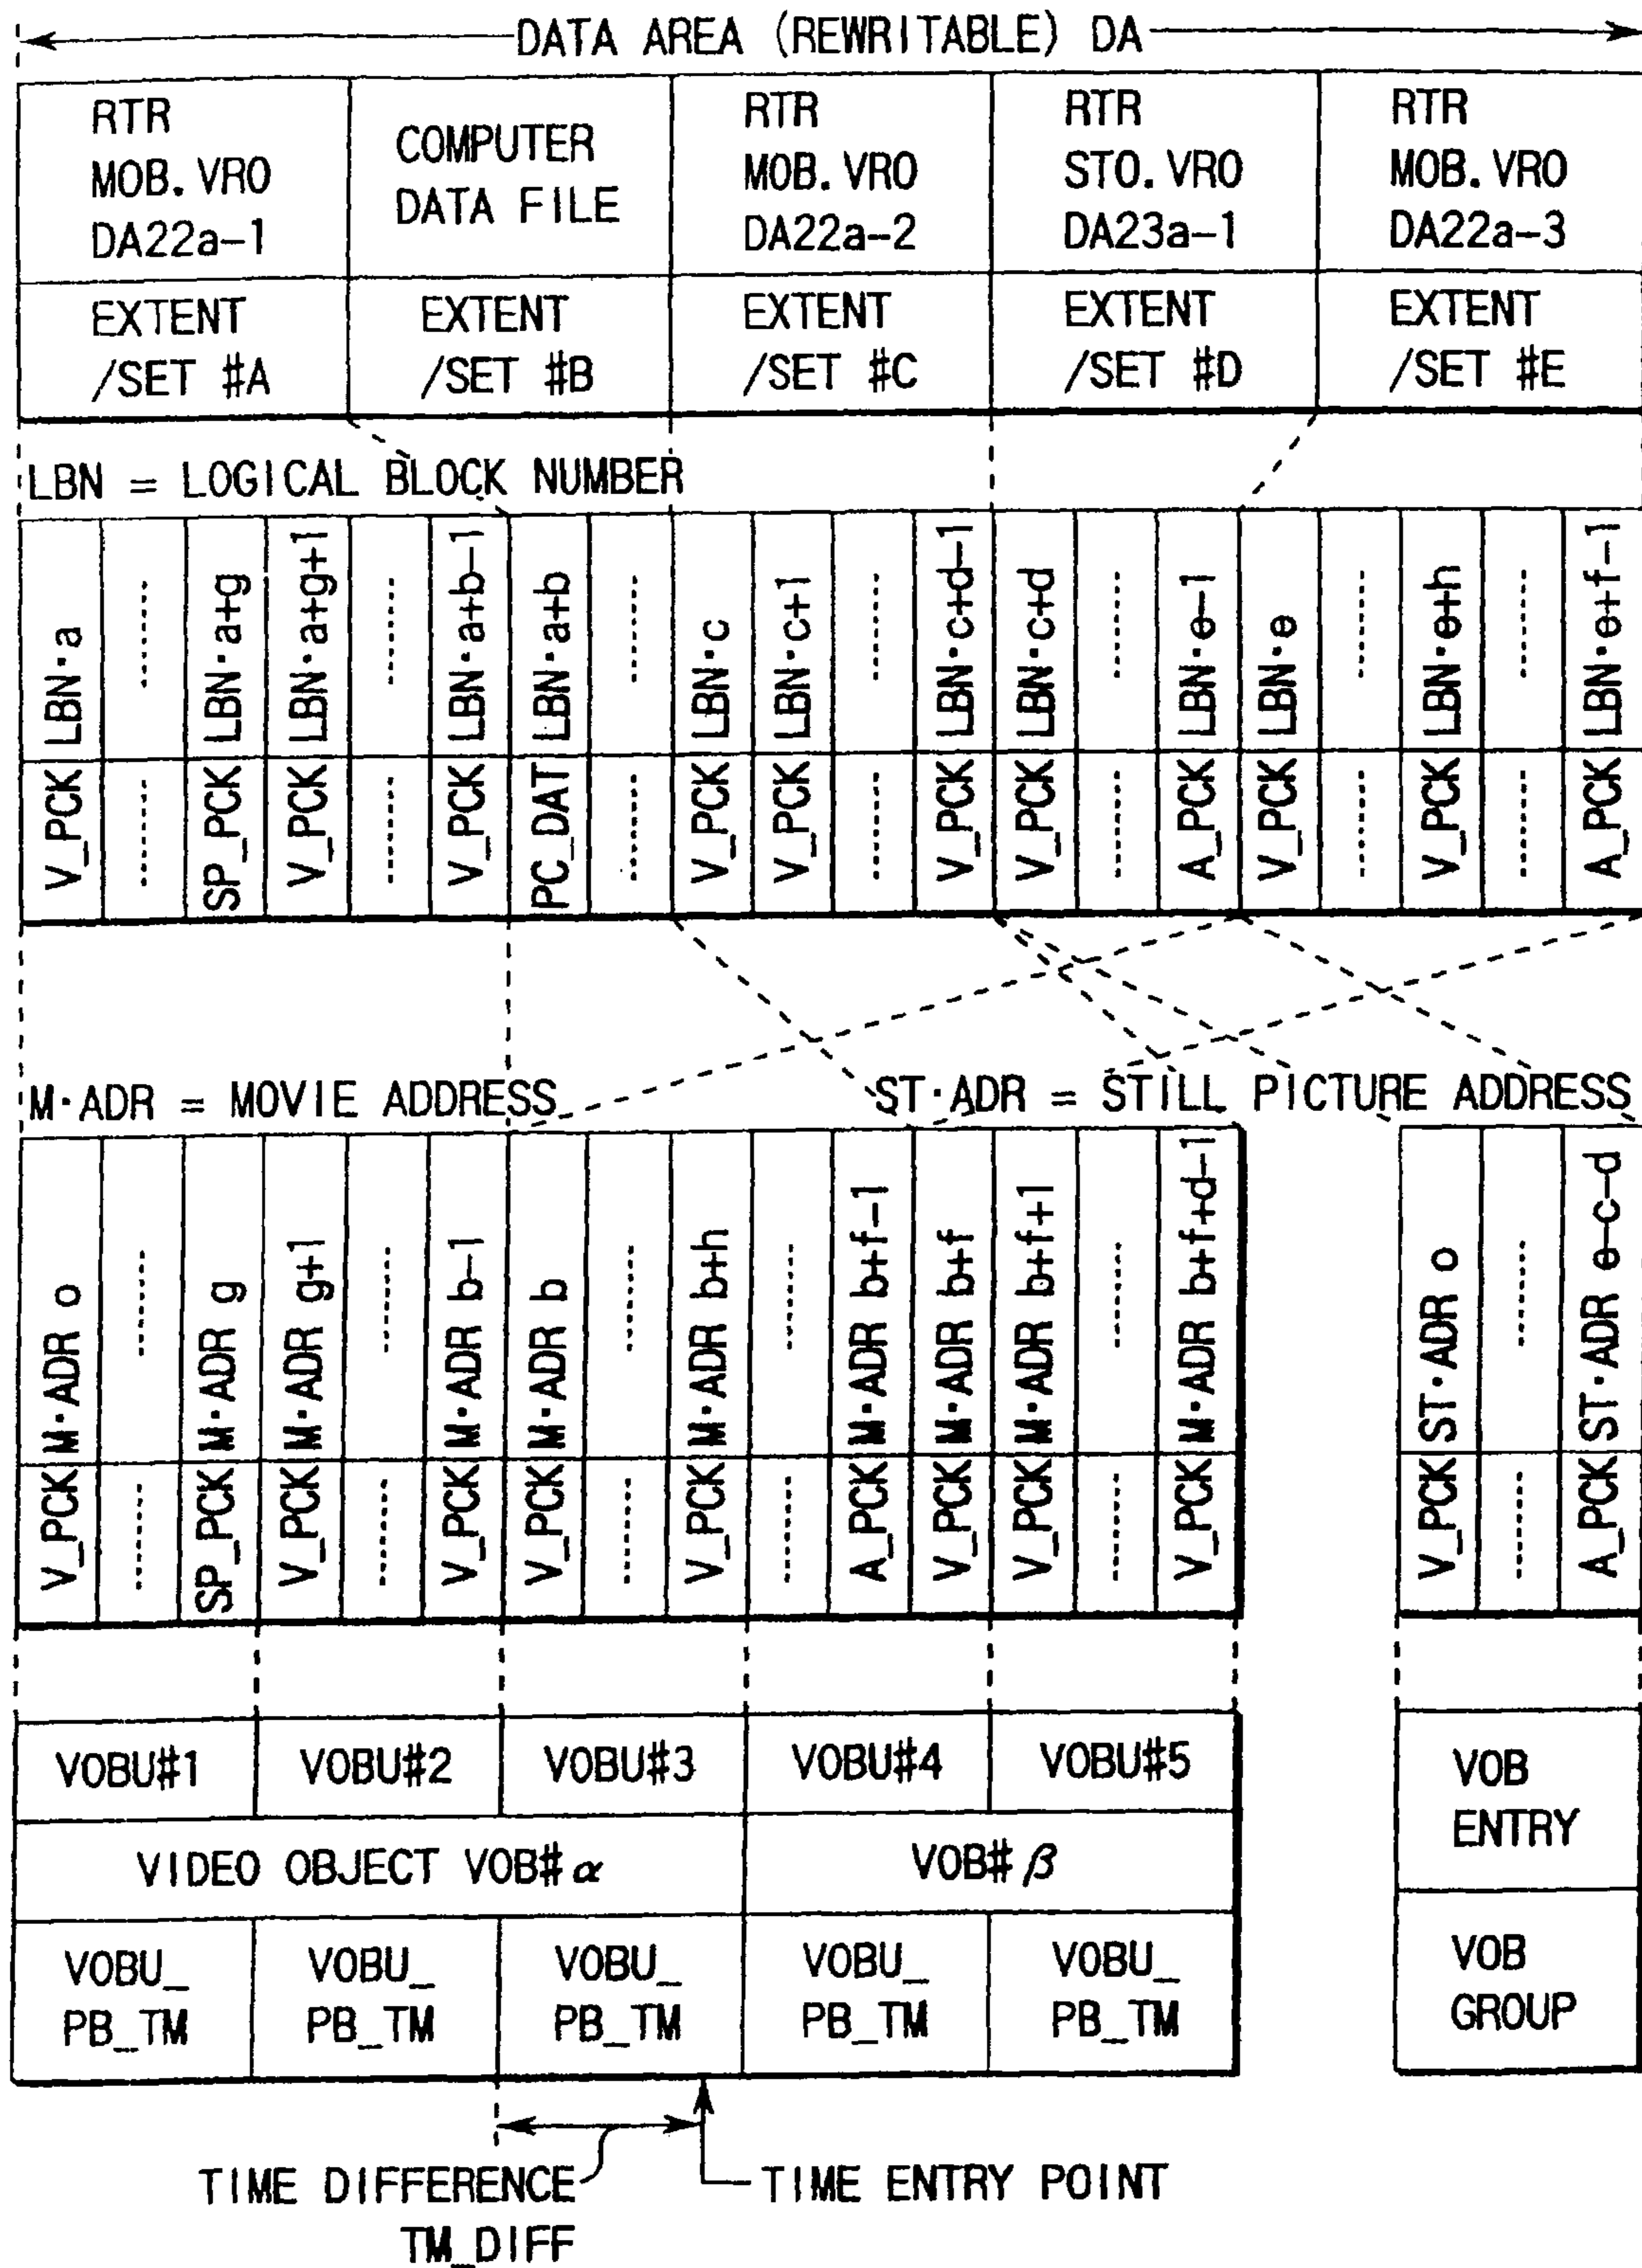 DATA AREA (REWRITABLE) DA
RTR MOB.VRO DA22a-1
COMPUTER DATA FILE
RTR MOB.VRO DA22a-2
RTR STO.VRO DA23a-1
RTR MOB.VRO DA22a-3
EXTENT /SET #A
EXTENT /SET #B
EXTENT /SET #C
EXTENT /SET #D
EXTENT /SET #E
LBN = LOGICAL BLOCK NUMBER
V_PCK LBN·a
SP_PCK LBN·a+g
V_PCK LBN·a+g+1
V_PCK LBN·a+b-1
PC_DAT LBN·a+b
V_PCK LBN·c
V_PCK LBN·c+1
V_PCK LBN·c+d-1
V_PCK LBN·c+d
A_PCK LBN·e-1
V_PCK LBN·e
V_PCK LBN·e+h
A_PCK LBN·e+f-1
M·ADR = MOVIE ADDRESS
ST·ADR = STILL PICTURE ADDRESS
V_PCK M·ADR o
SP_PCK M·ADR g
V_PCK M·ADR g+1
V_PCK M·ADR b-1
V_PCK M·ADR b
V_PCK M·ADR b+h
A_PCK M·ADR b+f-1
V_PCK M·ADR b+f
V_PCK M·ADR b+f+1
V_PCK M·ADR b+f+d-1
V_PCK ST·ADR o
A_PCK ST·ADR e-c-d
VOBU#1
VOBU#2
VOBU#3
VOBU#4
VOBU#5
VOB ENTRY
VIDEO OBJECT VOB#α
VOB#β
VOBU_ PB_TM
VOBU_ PB_TM
VOBU_ PB_TM
VOBU_ PB_TM
VOBU_ PB_TM
VOB GROUP
TIME DIFFERENCE TM_DIFF
TIME ENTRY POINT